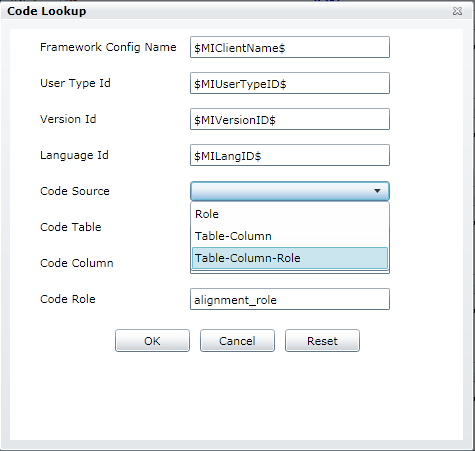 Code Lookup
Framework Config Name $MIClientName$
User Type Id $MIUserTypeID$
Version Id $MIVersionID$
Language Id $MILangID$
Code Source
Role
Code Table
Table-Column
Table-Column-Role
Code Column
Code Role alignment_role
OK Cancel Reset